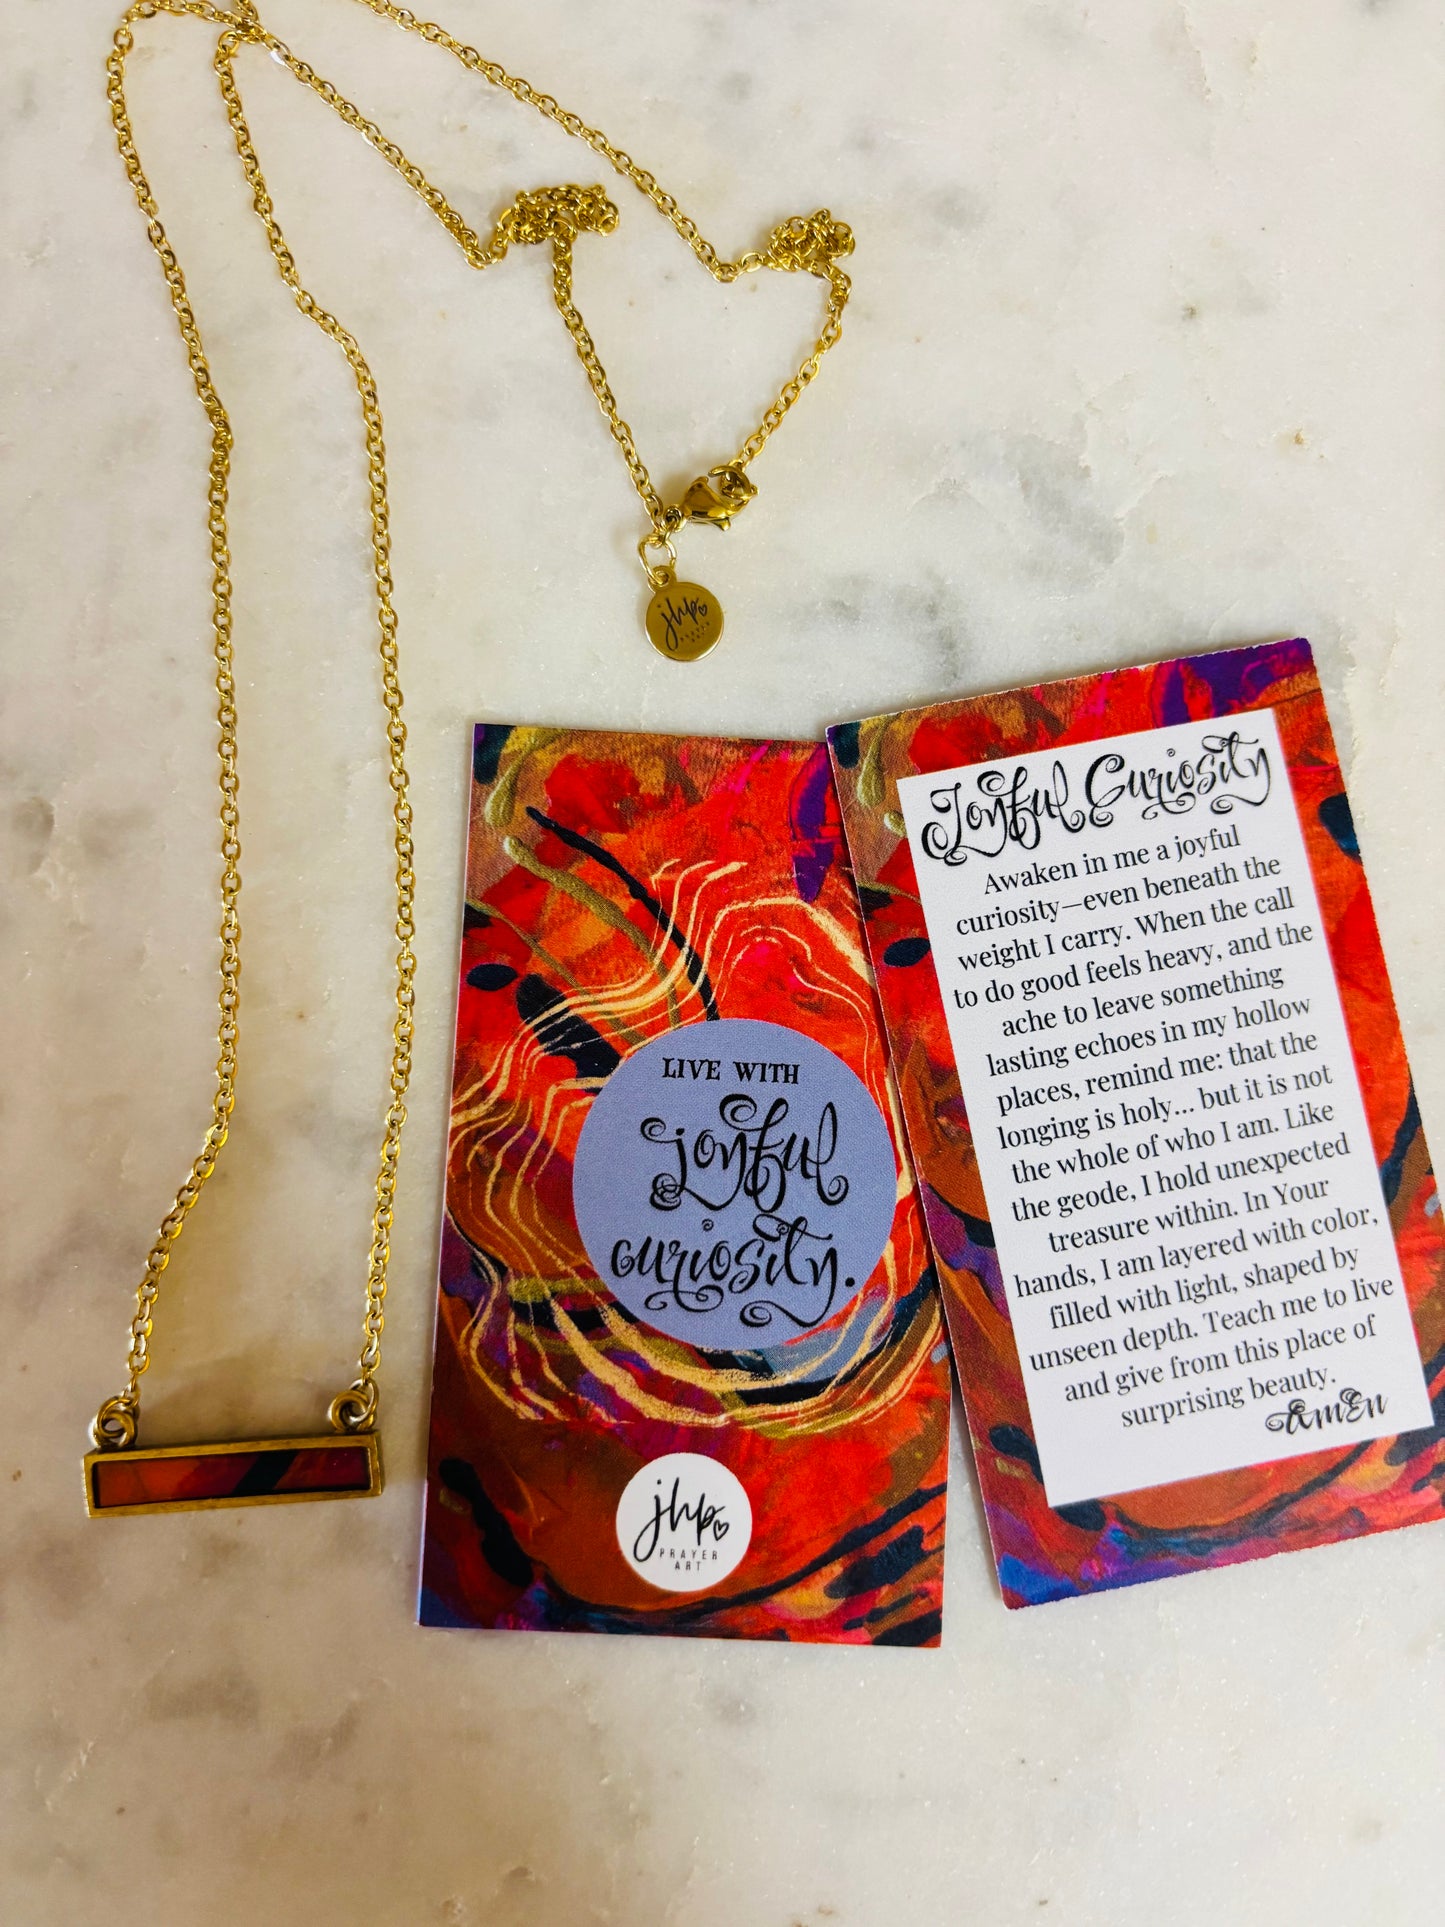 jhp
PRAYER
ART
LIVE WITH
joyful
curiosity.
jhp
PRAYER
ART
Joyful Curiosity
Awaken in me a joyful
curiosity—even beneath the
weight I carry. When the call
to do good feels heavy, and the
ache to leave something
lasting echoes in my hollow
places, remind me: that the
longing is holy... but it is not
the whole of who I am. Like
the geode, I hold unexpected
treasure within. In Your
hands, I am layered with color,
filled with light, shaped by
unseen depth. Teach me to live
and give from this place of
surprising beauty.
AMEN